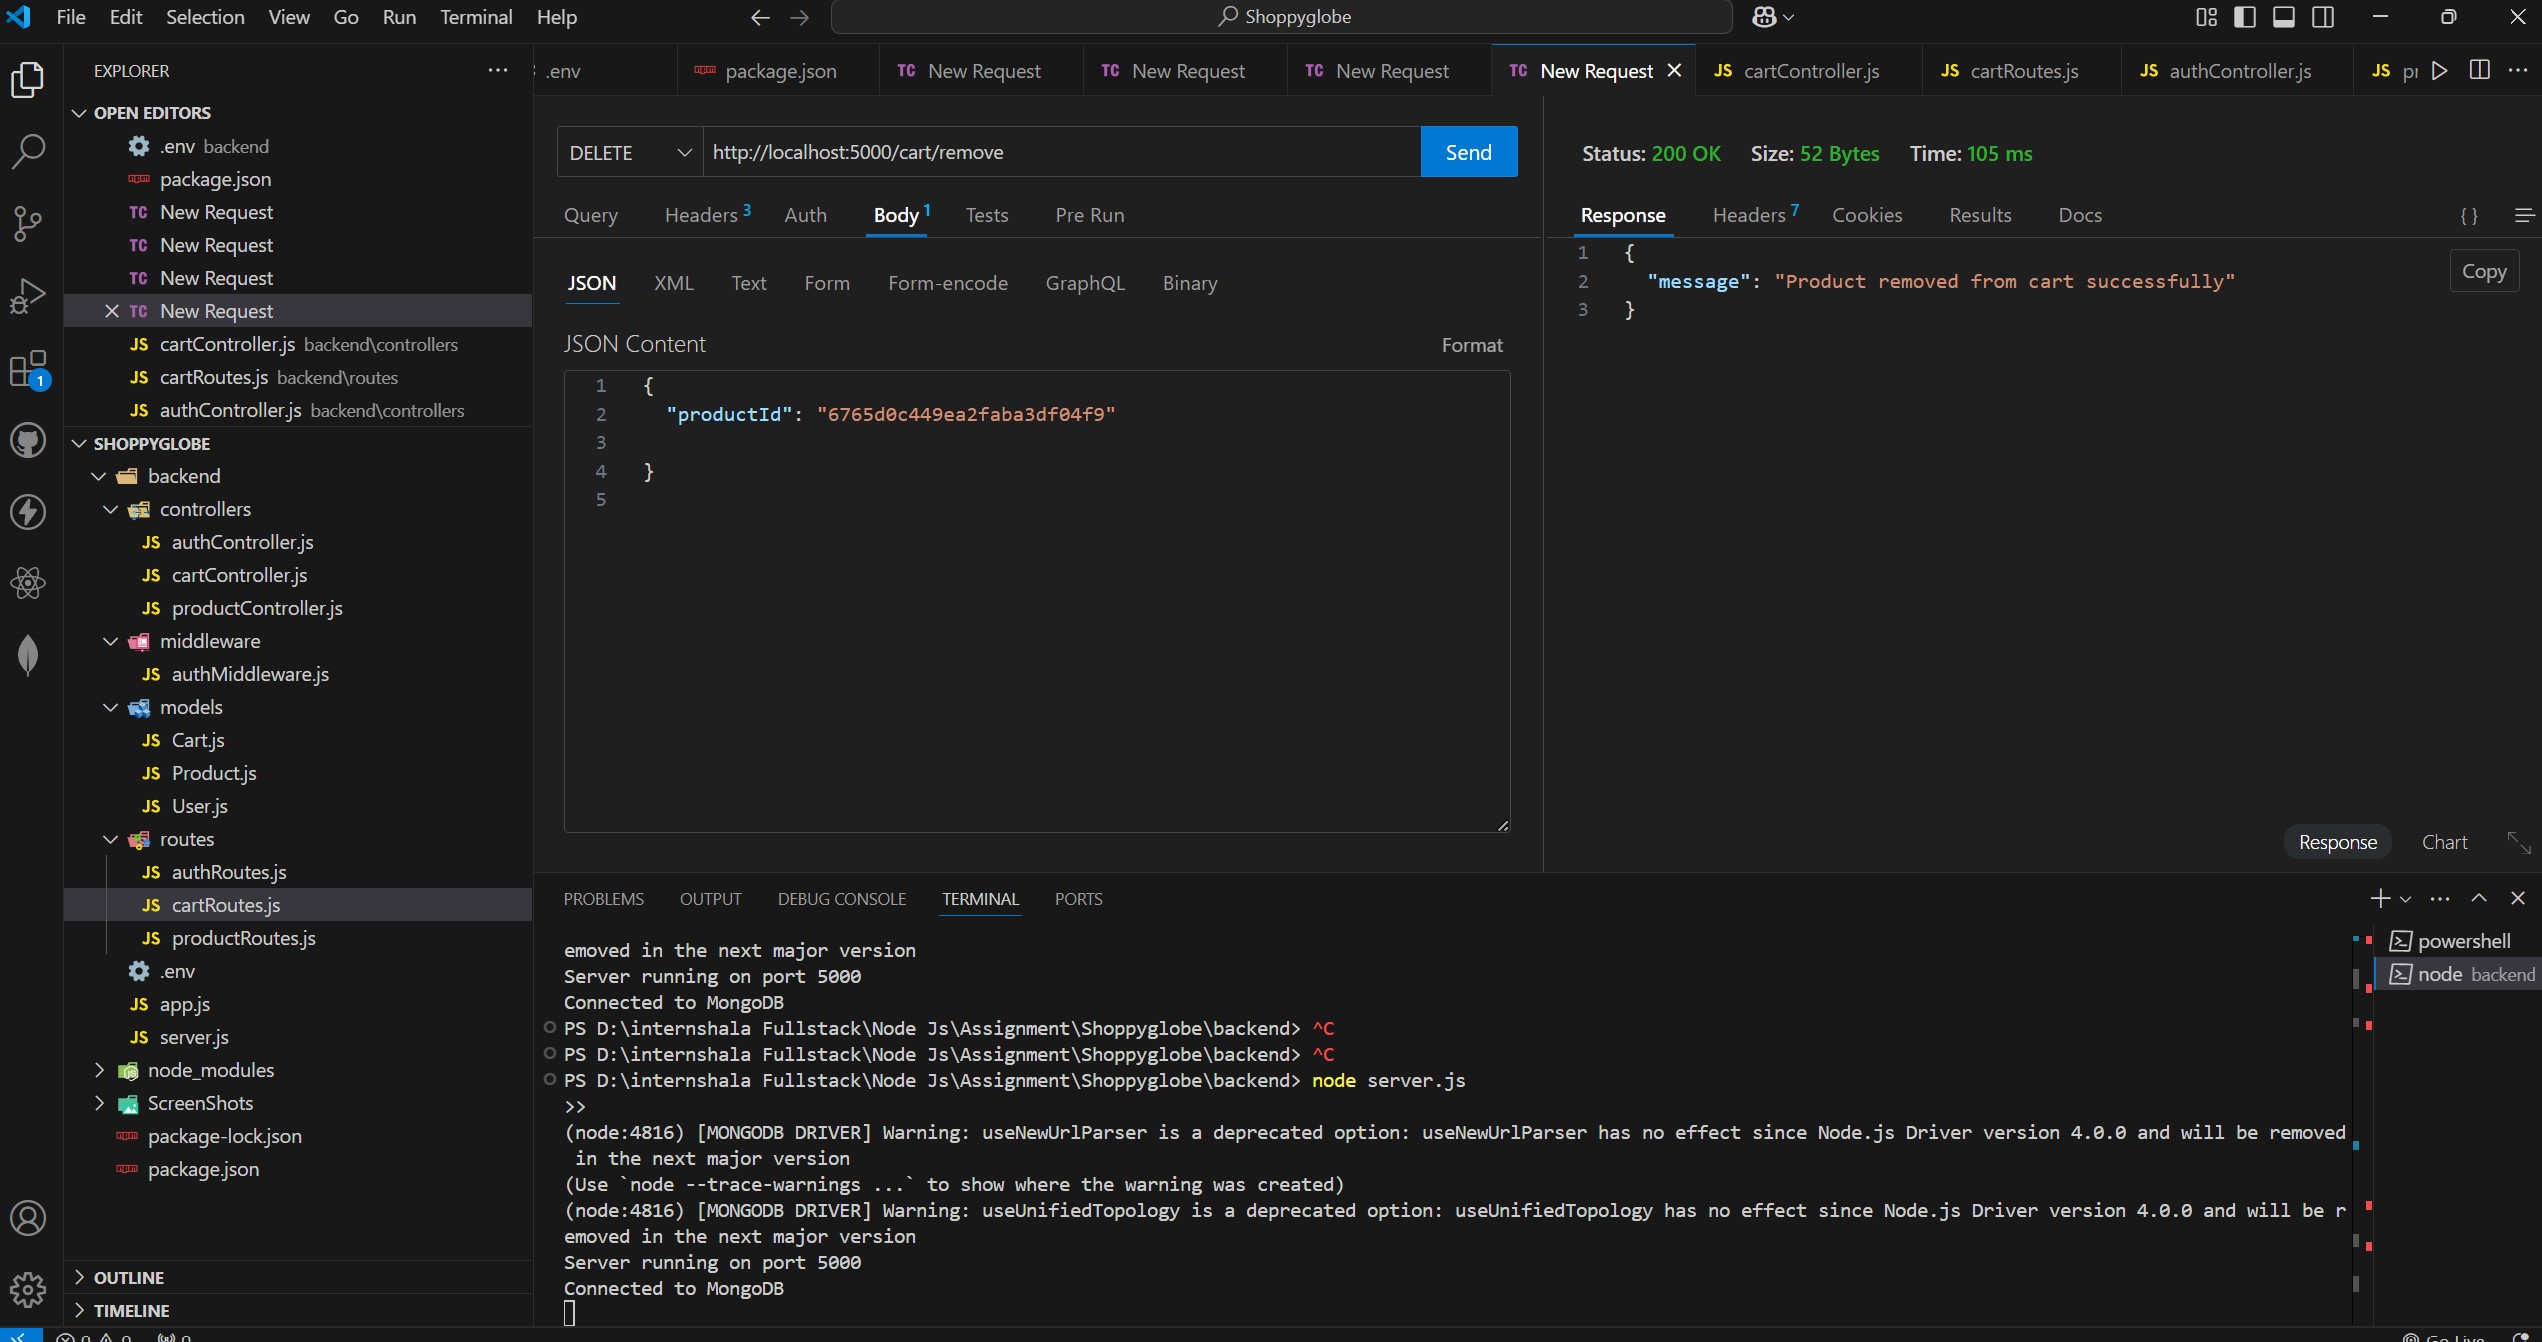 File Edit Selection View Go Run Terminal Help
Shoppyglobe
EXPLORER
.env
package.json
TC New Request
TC New Request
TC New Request
TC New Request
JS cartController.js
JS cartRoutes.js
JS authController.js
JS
OPEN EDITORS
.env backend
package.json
TC New Request
TC New Request
TC New Request
TC New Request
JS cartController.js backend\controllers
JS cartRoutes.js backend\routes
JS authController.js backend\controllers
SHOPPYGLOBE
backend
controllers
JS authController.js
JS cartController.js
JS productController.js
middleware
JS authMiddleware.js
models
JS Cart.js
JS Product.js
JS User.js
routes
JS authRoutes.js
JS cartRoutes.js
JS productRoutes.js
.env
JS app.js
JS server.js
node_modules
ScreenShots
package-lock.json
package.json
OUTLINE
TIMELINE
1
DELETE http://localhost:5000/cart/remove Send
Query Headers 3 Auth Body 1 Tests Pre Run
JSON XML Text Form Form-encode GraphQL Binary
JSON Content Format
1 {
2 "productId": "6765d0c449ea2faba3df04f9"
3
4 }
5
Status: 200 OK Size: 52 Bytes Time: 105 ms
Response Headers 7 Cookies Results Docs { }
1 {
2 "message": "Product removed from cart successfully"
3 }
Copy
Response Chart
PROBLEMS OUTPUT DEBUG CONSOLE TERMINAL PORTS
emoved in the next major version
Server running on port 5000
Connected to MongoDB
PS D:\internshala Fullstack\Node Js\Assignment\Shoppyglobe\backend> ^C
PS D:\internshala Fullstack\Node Js\Assignment\Shoppyglobe\backend> ^C
PS D:\internshala Fullstack\Node Js\Assignment\Shoppyglobe\backend> node server.js
>>
(node:4816) [MONGODB DRIVER] Warning: useNewUrlParser is a deprecated option: useNewUrlParser has no effect since Node.js Driver version 4.0.0 and will be removed
in the next major version
(Use `node --trace-warnings ...` to show where the warning was created)
(node:4816) [MONGODB DRIVER] Warning: useUnifiedTopology is a deprecated option: useUnifiedTopology has no effect since Node.js Driver version 4.0.0 and will be r
emoved in the next major version
Server running on port 5000
Connected to MongoDB
powershell
node backend